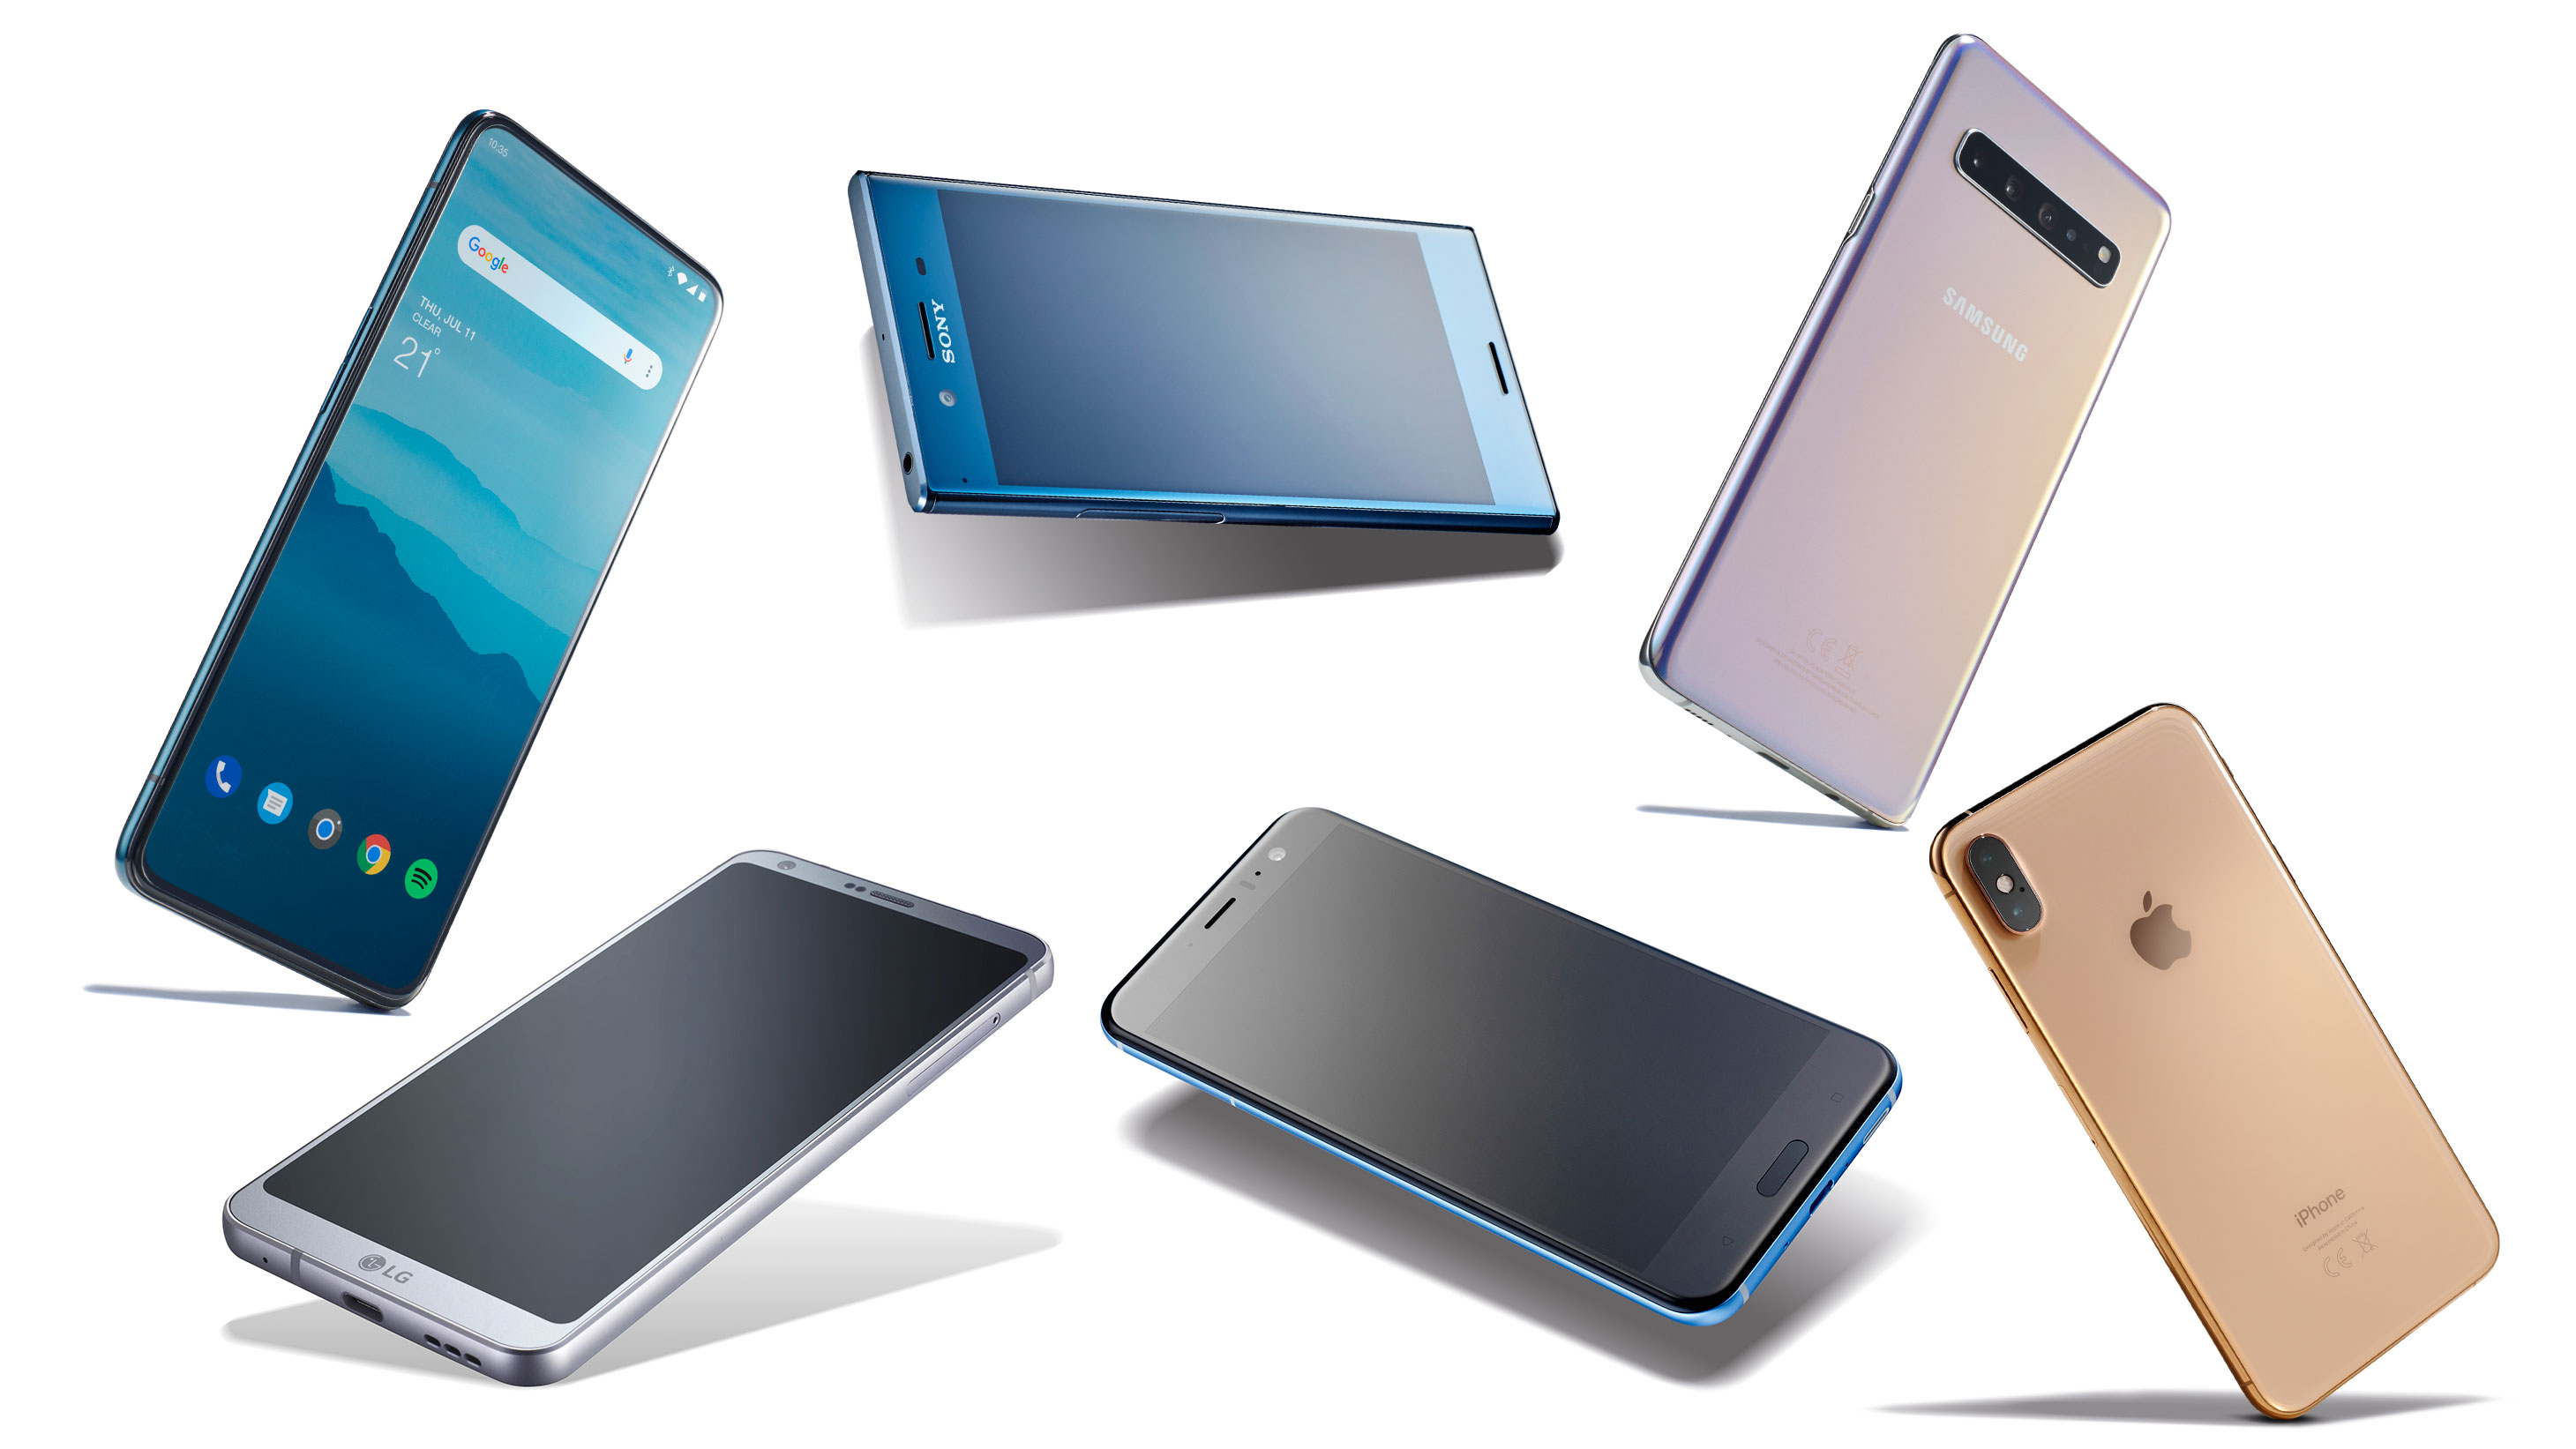 10:35
Google
THU, JUL 11
CLEAR
21°
SONY
SAMSUNG
LG
iPhone